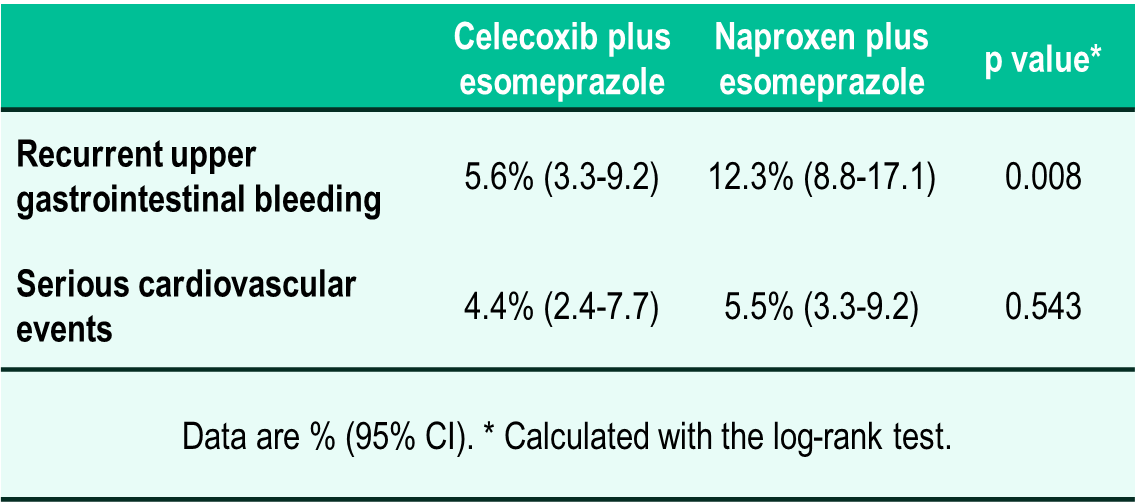 Celecoxib plus esomeprazole Naproxen plus esomeprazole p value*
Recurrent upper gastrointestinal bleeding 5.6% (3.3-9.2) 12.3% (8.8-17.1) 0.008
Serious cardiovascular events 4.4% (2.4-7.7) 5.5% (3.3-9.2) 0.543
Data are % (95% CI). * Calculated with the log-rank test.